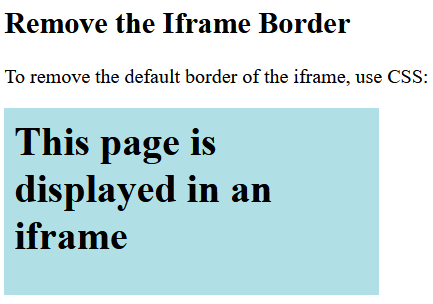 Remove the Iframe Border
To remove the default border of the iframe, use CSS:
This page is
displayed in an
iframe